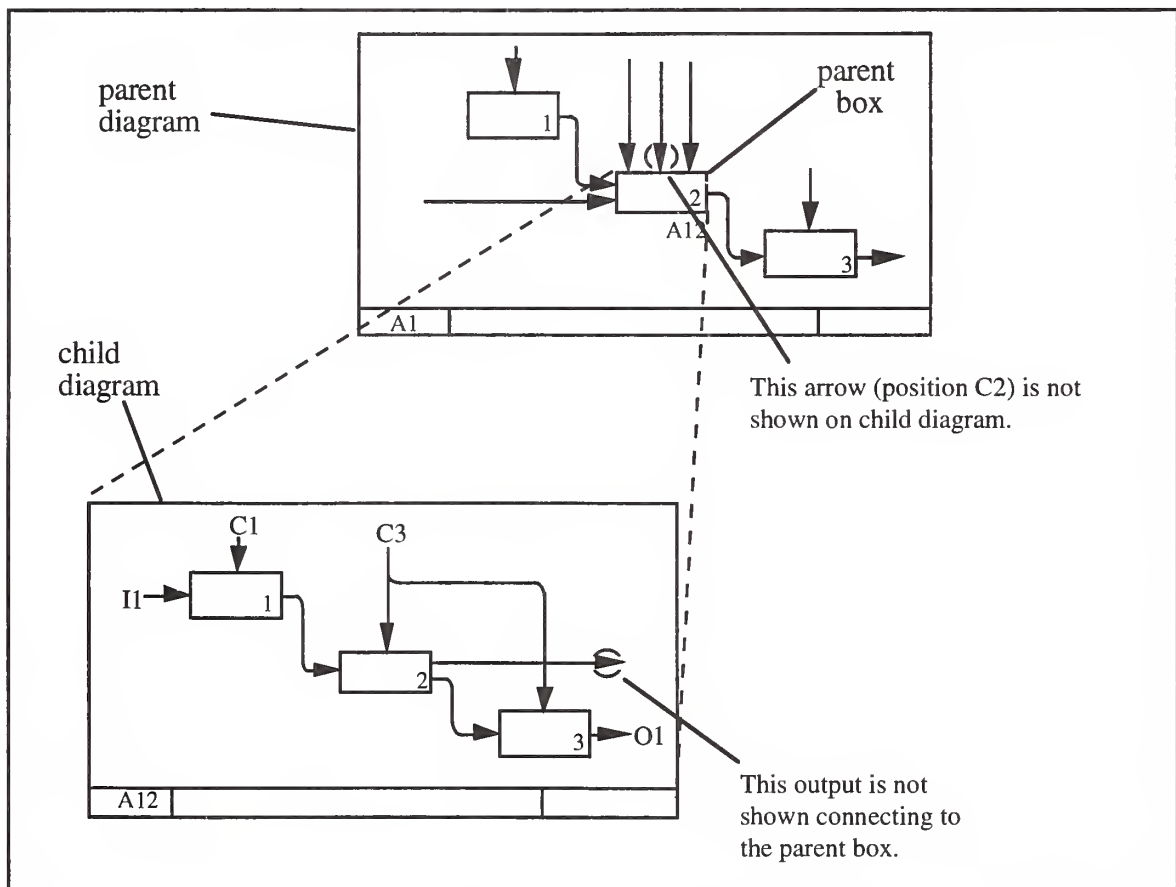 parent
diagram
parent
box
1
2
A12
3
A1
This arrow (position C2) is not
shown on child diagram.
child
diagram
C1
C3
I1
1
2
3
O1
A12
This output is not
shown connecting to
the parent box.